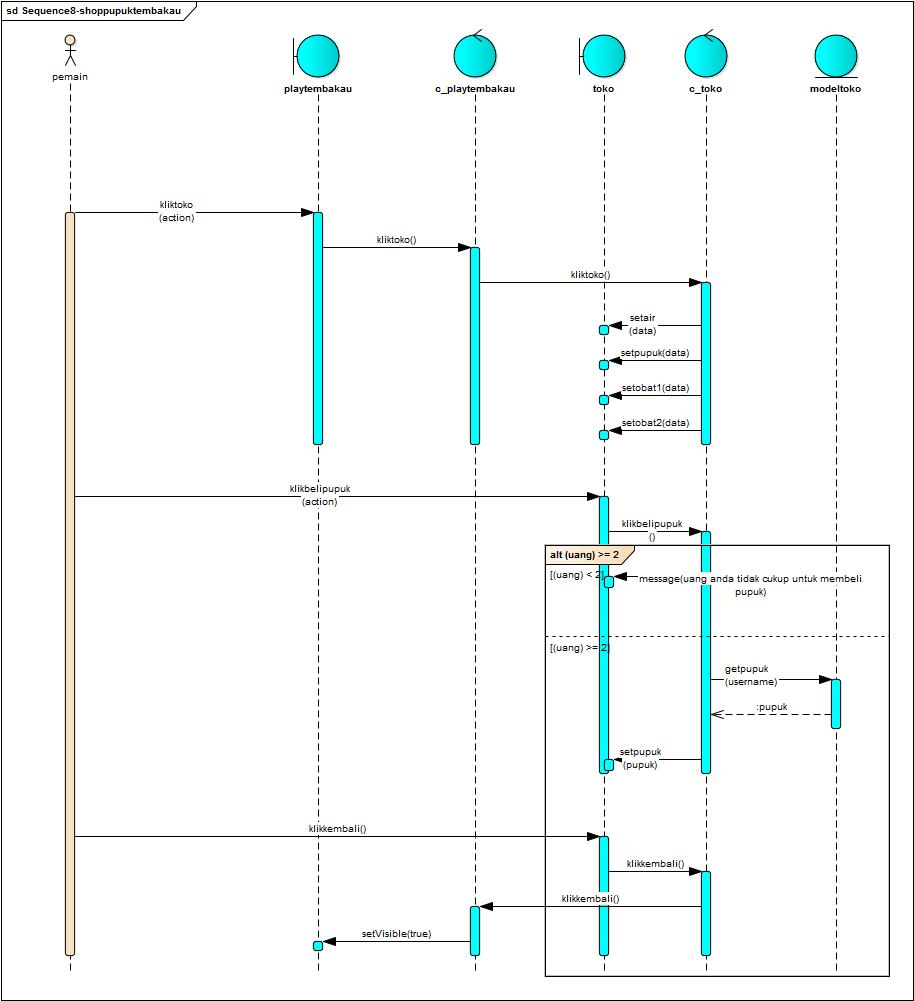 sd Sequence8-shoppupuktembakau
pemain
playtembakau
c_playtembakau
toko
c_toko
modeltoko
kliktoko
(action)
kliktoko()
kliktoko()
setair
(data)
setpupuk(data)
setobat1(data)
setobat2(data)
klikbelipupuk
(action)
klikbelipupuk
()
alt (uang) >= 2
[(uang) < 2]
message(uang anda tidak cukup untuk membeli
pupuk)
[(uang) >= 2]
getpupuk
(username)
:pupuk
setpupuk
(pupuk)
klikkembali()
klikkembali()
klikkembali()
setVisible(true)